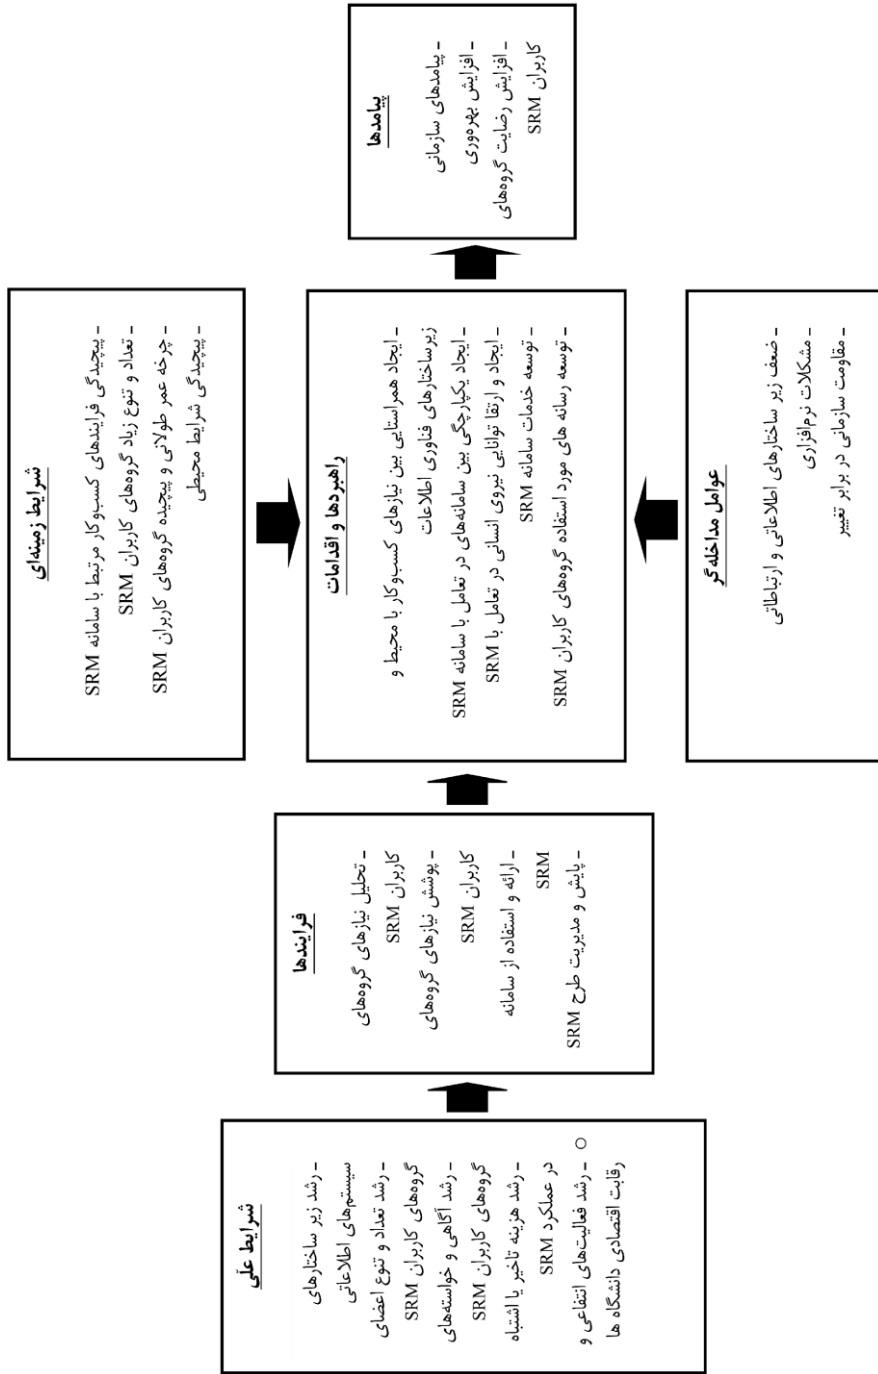 شرایط علّی
- رشد زیر ساختارهای
سیستم‌های اطلاعاتی
- رشد تعداد و تنوع اعضای
گروه‌های کاربران SRM
- رشد آگاهی و خواسته‌های
گروه‌های کاربران SRM
- رشد هزینه تاخیر یا اشتباه
در عملکرد SRM
○ - رشد فعالیت‌های انتفاعی و
رقابت اقتصادی دانشگاه ها
فرایندها
- تحلیل نیازهای گروه‌های
کاربران SRM
- پوشش نیازهای گروه‌های
کاربران SRM
- ارائه و استفاده از سامانه
SRM
- پایش و مدیریت طرح SRM
شرایط زمینه‌ای
- پیچیدگی فرایندهای کسب‌وکار مرتبط با سامانه SRM
- تعداد و تنوع زیاد گروه‌های کاربران SRM
- چرخه عمر طولانی و پیچیده گروه‌های کاربران SRM
- پیچیدگی شرایط محیطی
راهبردها و اقدامات
- ایجاد همراستایی بین نیازهای کسب‌وکار با محیط و
زیرساختارهای فناوری اطلاعات
- ایجاد یکپارچگی بین سامانه‌های در تعامل با سامانه SRM
- ایجاد و ارتقا توانایی نیروی انسانی در تعامل با SRM
- توسعه خدمات سامانه SRM
- توسعه رسانه های مورد استفاده گروه‌های کاربران SRM
عوامل مداخله‌گر
- ضعف زیر ساختارهای اطلاعاتی و ارتباطاتی
- مشکلات نرم‌افزاری
- مقاومت سازمانی در برابر تغییر
پیامدها
- پیامدهای سازمانی
- افزایش بهره‌وری
- افزایش رضایت گروه‌های
کاربران SRM